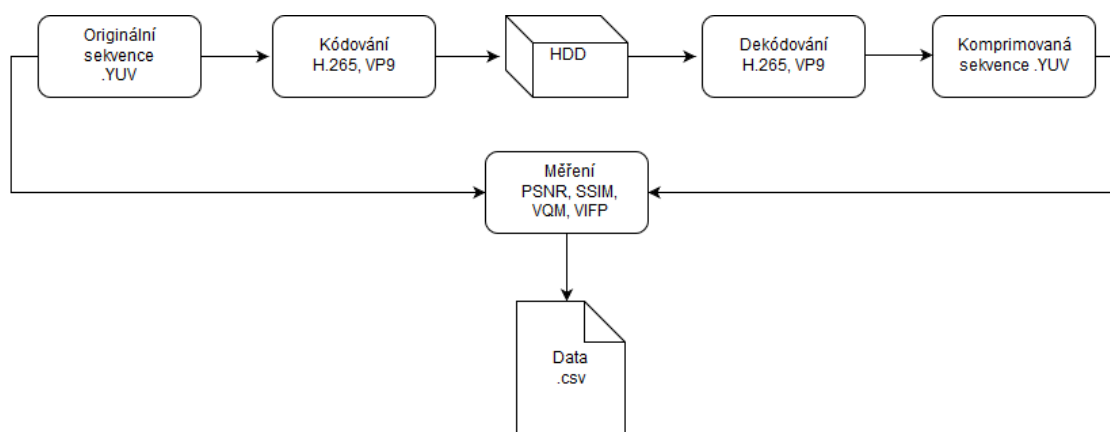 Originální
sekvence
.YUV
Kódování
H.265, VP9
HDD
Dekódování
H.265, VP9
Komprimovaná
sekvence .YUV
Měření
PSNR, SSIM,
VQM, VIFP
Data
.csv